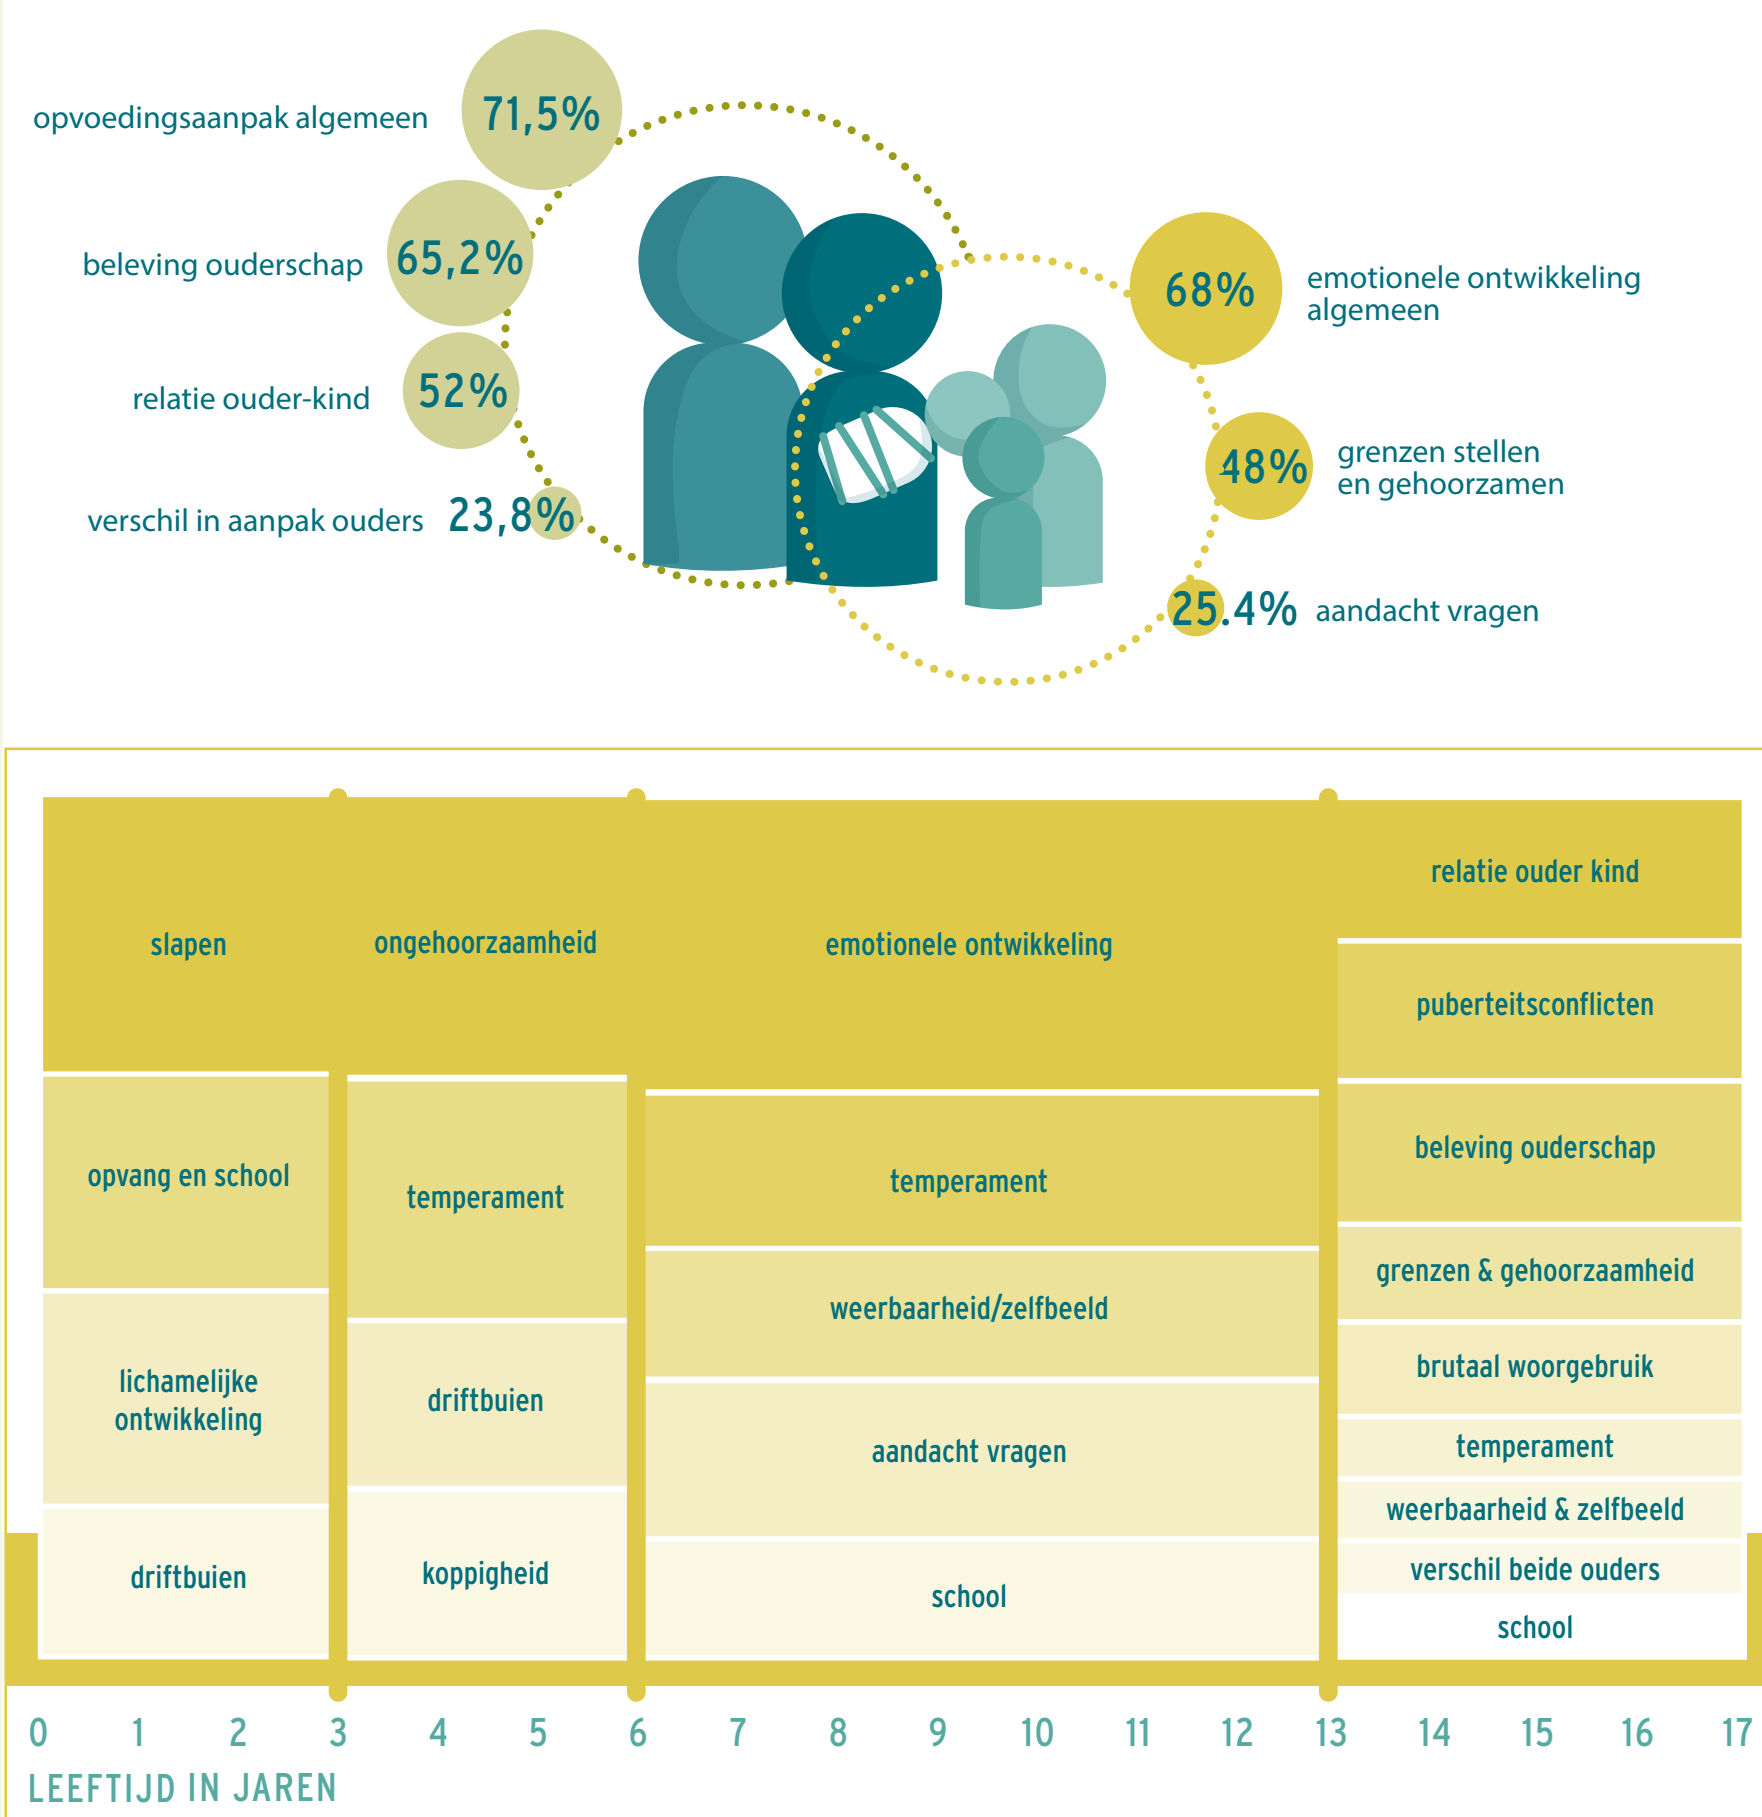 opvoedingsaanpak algemeen
71,5%
beleving ouderschap
65,2%
relatie ouder-kind
52%
verschil in aanpak ouders
23,8%
68%
emotionele ontwikkeling
algemeen
48%
grenzen stellen
en gehoorzamen
25.4%
aandacht vragen
slapen
opvang en school
lichamelijke
ontwikkeling
driftbuien
ongehoorzaamheid
temperament
driftbuien
koppigheid
emotionele ontwikkeling
temperament
weerbaarheid/zelfbeeld
aandacht vragen
school
relatie ouder kind
puberteitsconflicten
beleving ouderschap
grenzen & gehoorzaamheid
brutaal woorgebruik
temperament
weerbaarheid & zelfbeeld
verschil beide ouders
school
0 1 2 3 4 5 6 7 8 9 10 11 12 13 14 15 16 17
LEEFTIJD IN JAREN